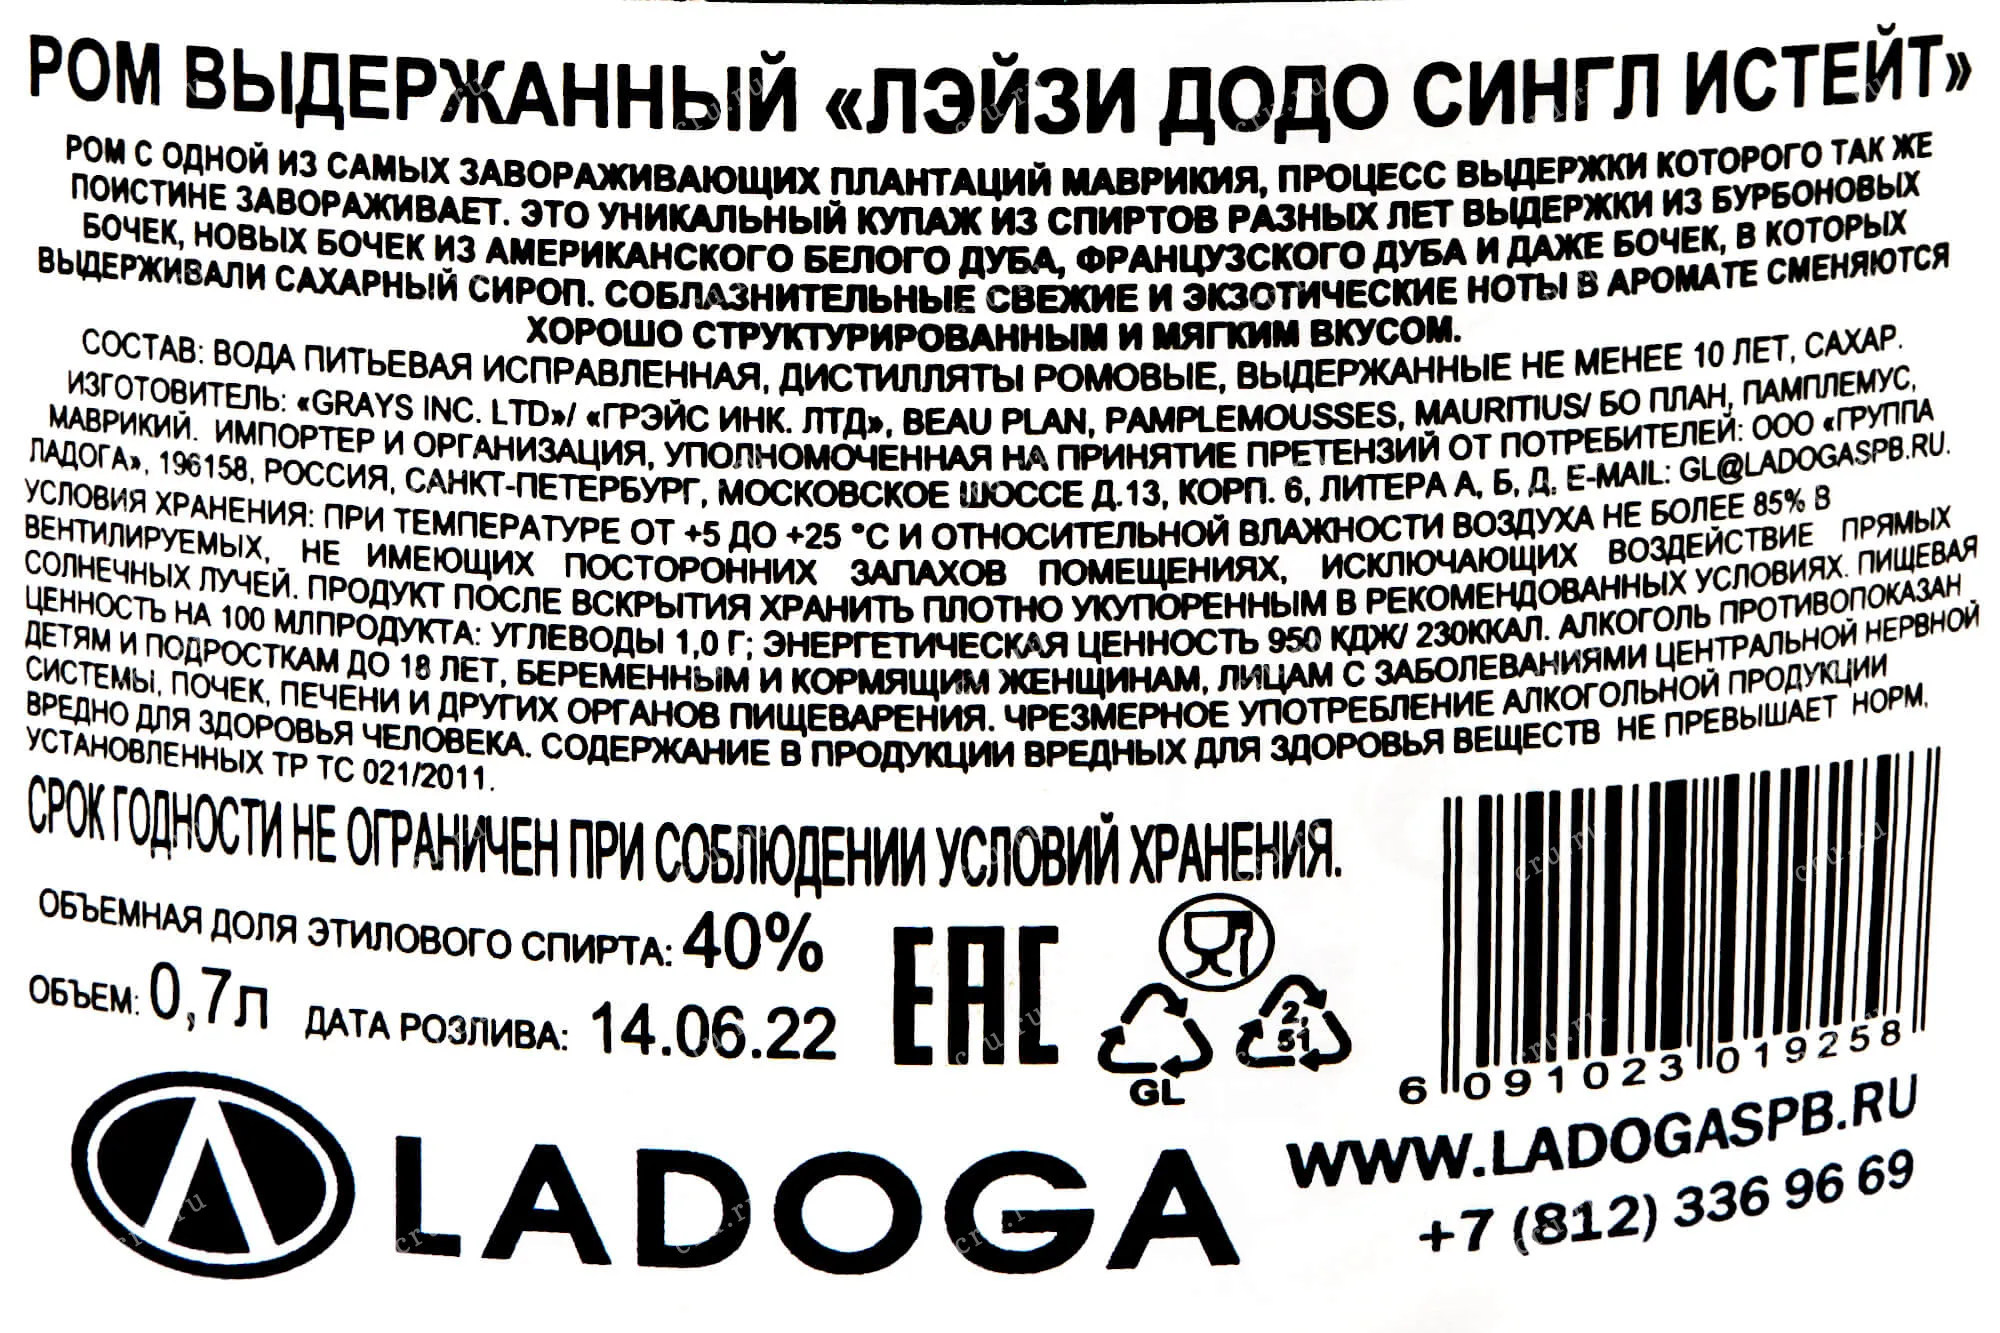 РОМ ВЫДЕРЖАННЫЙ «ЛЭЙЗИ ДОДО СИНГЛ ИСТЕЙТ»
РОМ С ОДНОЙ ИЗ САМЫХ ЗАВОРАЖИВАЮЩИХ ПЛАНТАЦИЙ МАВРИКИЯ, ПРОЦЕСС ВЫДЕРЖКИ КОТОРОГО ТАК ЖЕ
ПОИСТИНЕ ЗАВОРАЖИВАЕТ. ЭТО УНИКАЛЬНЫЙ КУПАЖ ИЗ СПИРТОВ РАЗНЫХ ЛЕТ ВЫДЕРЖКИ ИЗ БУРБОНОВЫХ
БОЧЕК, НОВЫХ БОЧЕК ИЗ АМЕРИКАНСКОГО БЕЛОГО ДУБА, ФРАНЦУЗСКОГО ДУБА И ДАЖЕ БОЧЕК, В КОТОРЫХ
ВЫДЕРЖИВАЛИ САХАРНЫЙ СИРОП. СОБЛАЗНИТЕЛЬНЫЕ СВЕЖИЕ И ЭКЗОТИЧЕСКИЕ НОТЫ В АРОМАТЕ СМЕНЯЮТСЯ
ХОРОШО СТРУКТУРИРОВАННЫМ И МЯГКИМ ВКУСОМ.
СОСТАВ: ВОДА ПИТЬЕВАЯ ИСПРАВЛЕННАЯ, ДИСТИЛЛЯТЫ РОМОВЫЕ, ВЫДЕРЖАННЫЕ НЕ МЕНЕЕ 10 ЛЕТ, САХАР.
ИЗГОТОВИТЕЛЬ: «GRAYS INC. LTD»/ «ГРЭЙС ИНК. ЛТД», BEAU PLAN, PAMPLEMOUSSES, MAURITIUS/ БО ПЛАН, ПАМПЛЕМУС,
МАВРИКИЙ. ИМПОРТЕР И ОРГАНИЗАЦИЯ, УПОЛНОМОЧЕННАЯ НА ПРИНЯТИЕ ПРЕТЕНЗИЙ ОТ ПОТРЕБИТЕЛЕЙ: ООО «ГРУППА
ЛАДОГА», 196158, РОССИЯ, САНКТ-ПЕТЕРБУРГ, МОСКОВСКОЕ ШОССЕ Д.13, КОРП. 6, ЛИТЕРА А, Б, Д, E-MAIL: GL@LADOGASPB.RU.
УСЛОВИЯ ХРАНЕНИЯ: ПРИ ТЕМПЕРАТУРЕ ОТ +5 ДО +25 °С И ОТНОСИТЕЛЬНОЙ ВЛАЖНОСТИ ВОЗДУХА НЕ БОЛЕЕ 85% В
ВЕНТИЛИРУЕМЫХ, НЕ ИМЕЮЩИХ ПОСТОРОННИХ ЗАПАХОВ ПОМЕЩЕНИЯХ, ИСКЛЮЧАЮЩИХ ВОЗДЕЙСТВИЕ ПРЯМЫХ
СОЛНЕЧНЫХ ЛУЧЕЙ. ПРОДУКТ ПОСЛЕ ВСКРЫТИЯ ХРАНИТЬ ПЛОТНО УКУПОРЕННЫМ В РЕКОМЕНДОВАННЫХ УСЛОВИЯХ. ПИЩЕВАЯ
ЦЕННОСТЬ НА 100 МЛПРОДУКТА: УГЛЕВОДЫ 1,0 Г; ЭНЕРГЕТИЧЕСКАЯ ЦЕННОСТЬ 950 КДЖ/ 230ККАЛ. АЛКОГОЛЬ ПРОТИВОПОКАЗАН
ДЕТЯМ И ПОДРОСТКАМ ДО 18 ЛЕТ, БЕРЕМЕННЫМ И КОРМЯЩИМ ЖЕНЩИНАМ, ЛИЦАМ С ЗАБОЛЕВАНИЯМИ ЦЕНТРАЛЬНОЙ НЕРВНОЙ
СИСТЕМЫ, ПОЧЕК, ПЕЧЕНИ И ДРУГИХ ОРГАНОВ ПИЩЕВАРЕНИЯ. ЧРЕЗМЕРНОЕ УПОТРЕБЛЕНИЕ АЛКОГОЛЬНОЙ ПРОДУКЦИИ
ВРЕДНО ДЛЯ ЗДОРОВЬЯ ЧЕЛОВЕКА. СОДЕРЖАНИЕ В ПРОДУКЦИИ ВРЕДНЫХ ДЛЯ ЗДОРОВЬЯ ВЕЩЕСТВ НЕ ПРЕВЫШАЕТ НОРМ,
УСТАНОВЛЕННЫХ ТР ТС 021/2011.
СРОК ГОДНОСТИ НЕ ОГРАНИЧЕН ПРИ СОБЛЮДЕНИИ УСЛОВИЙ ХРАНЕНИЯ.
ОБЪЕМНАЯ ДОЛЯ ЭТИЛОВОГО СПИРТА: 40%
ОБЪЕМ: 0,7л ДАТА РОЗЛИВА: 14.06.22
EAC
GL
2,
51
6 091023 019258
LADOGA
WWW.LADOGASPB.RU
+7 (812) 336 96 69